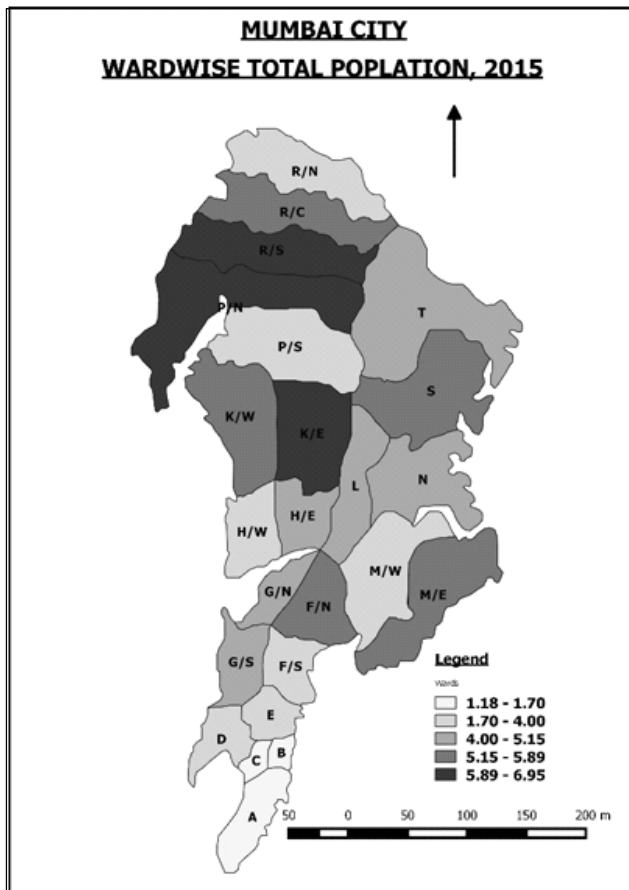 MUMBAI CITY
WARDWISE TOTAL POPLATION, 2015
R/N
R/C
R/S
P/N
T
P/S
S
K/W
K/E
L
N
H/W
H/E
M/W
M/E
G/N
F/N
G/S
F/S
E
D
C
B
A
Legend
Wards
1.18 - 1.70
1.70 - 4.00
4.00 - 5.15
5.15 - 5.89
5.89 - 6.95
50 0 50 100 150 200 m